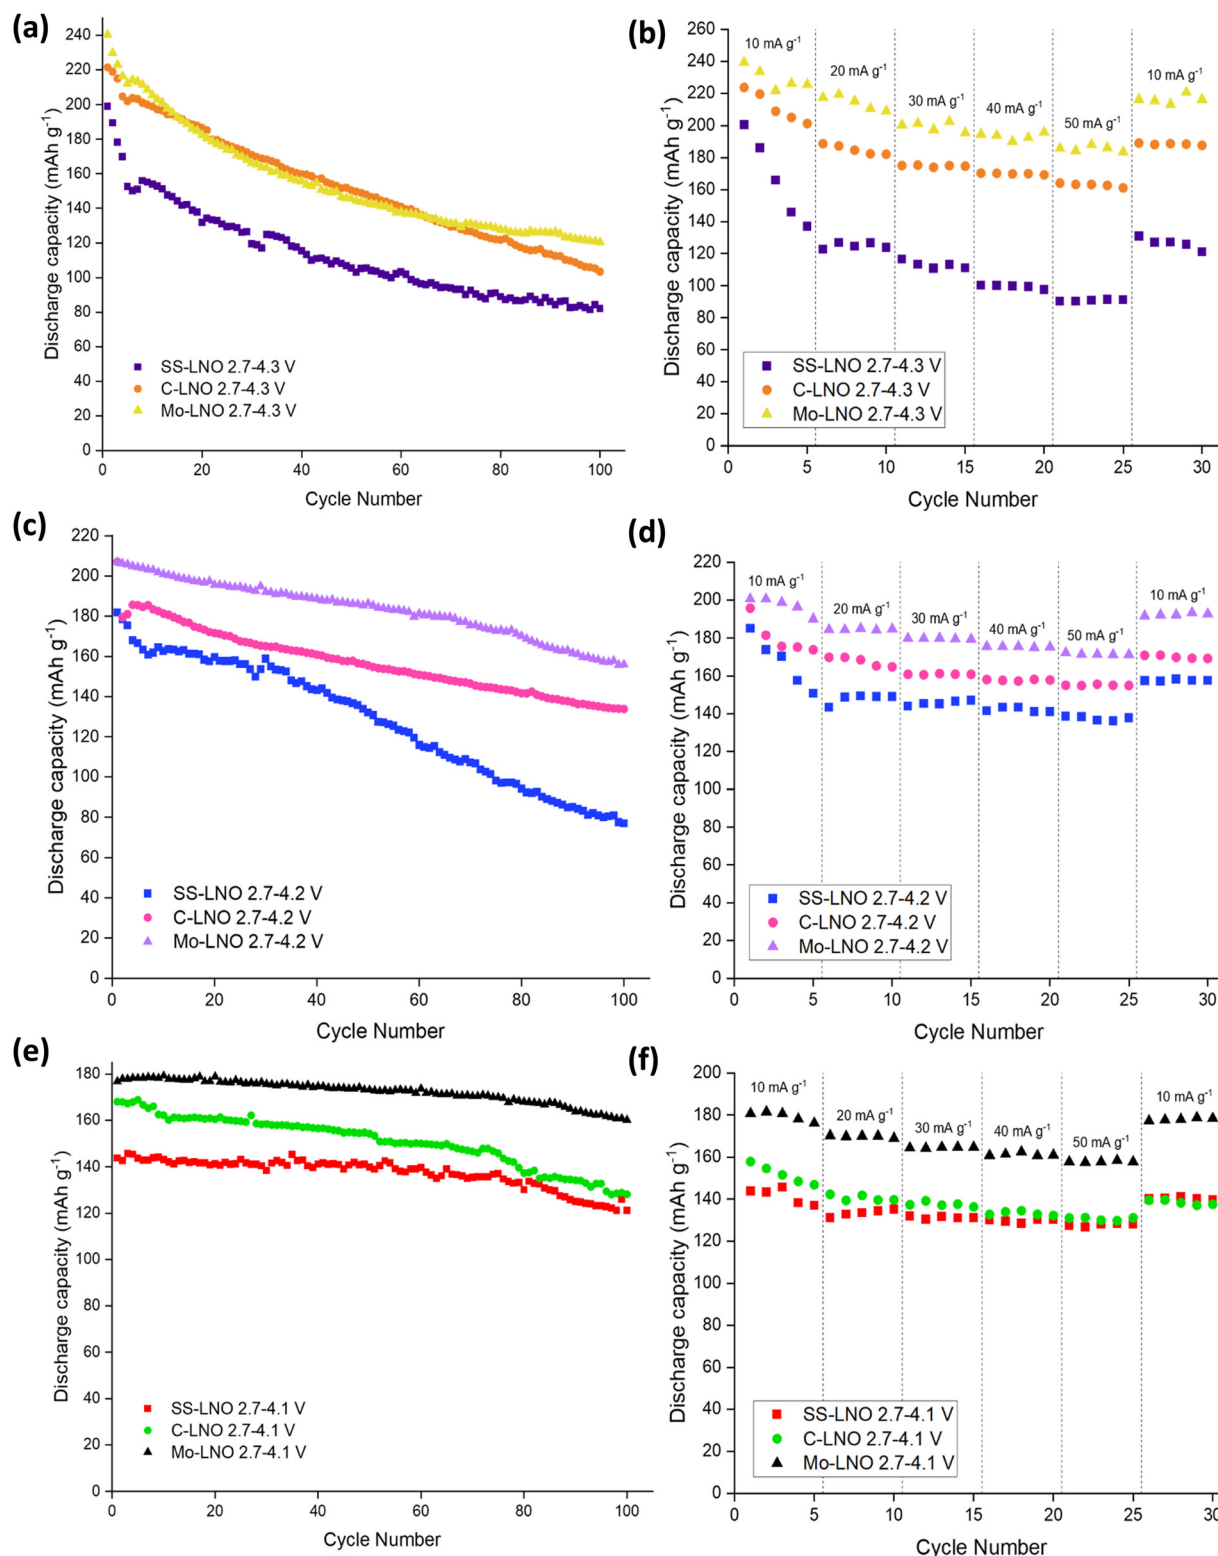 (a)
240
220
200
180
160
140
120
100
80
60
40
20
0
Discharge capacity (mAh g⁻¹)
SS-LNO 2.7-4.3 V
C-LNO 2.7-4.3 V
Mo-LNO 2.7-4.3 V
0 20 40 60 80 100
Cycle Number
(b)
260
240
220
200
180
160
140
120
100
80
60
40
20
0
Discharge capacity (mAh g⁻¹)
10 mA g⁻¹
20 mA g⁻¹
30 mA g⁻¹
40 mA g⁻¹
50 mA g⁻¹
10 mA g⁻¹
SS-LNO 2.7-4.3 V
C-LNO 2.7-4.3 V
Mo-LNO 2.7-4.3 V
0 5 10 15 20 25 30
Cycle Number
(c)
220
200
180
160
140
120
100
80
60
40
20
0
Discharge capacity (mAh g⁻¹)
SS-LNO 2.7-4.2 V
C-LNO 2.7-4.2 V
Mo-LNO 2.7-4.2 V
0 20 40 60 80 100
Cycle Number
(d)
220
200
180
160
140
120
100
80
60
40
20
0
Discharge capacity (mAh g⁻¹)
10 mA g⁻¹
20 mA g⁻¹
30 mA g⁻¹
40 mA g⁻¹
50 mA g⁻¹
10 mA g⁻¹
SS-LNO 2.7-4.2 V
C-LNO 2.7-4.2 V
Mo-LNO 2.7-4.2 V
0 5 10 15 20 25 30
Cycle Number
(e)
180
160
140
120
100
80
60
40
20
0
Discharge capacity (mAh g⁻¹)
SS-LNO 2.7-4.1 V
C-LNO 2.7-4.1 V
Mo-LNO 2.7-4.1 V
0 20 40 60 80 100
Cycle Number
(f)
200
180
160
140
120
100
80
60
40
20
0
Discharge capacity (mAh g⁻¹)
10 mA g⁻¹
20 mA g⁻¹
30 mA g⁻¹
40 mA g⁻¹
50 mA g⁻¹
10 mA g⁻¹
SS-LNO 2.7-4.1 V
C-LNO 2.7-4.1 V
Mo-LNO 2.7-4.1 V
0 5 10 15 20 25 30
Cycle Number